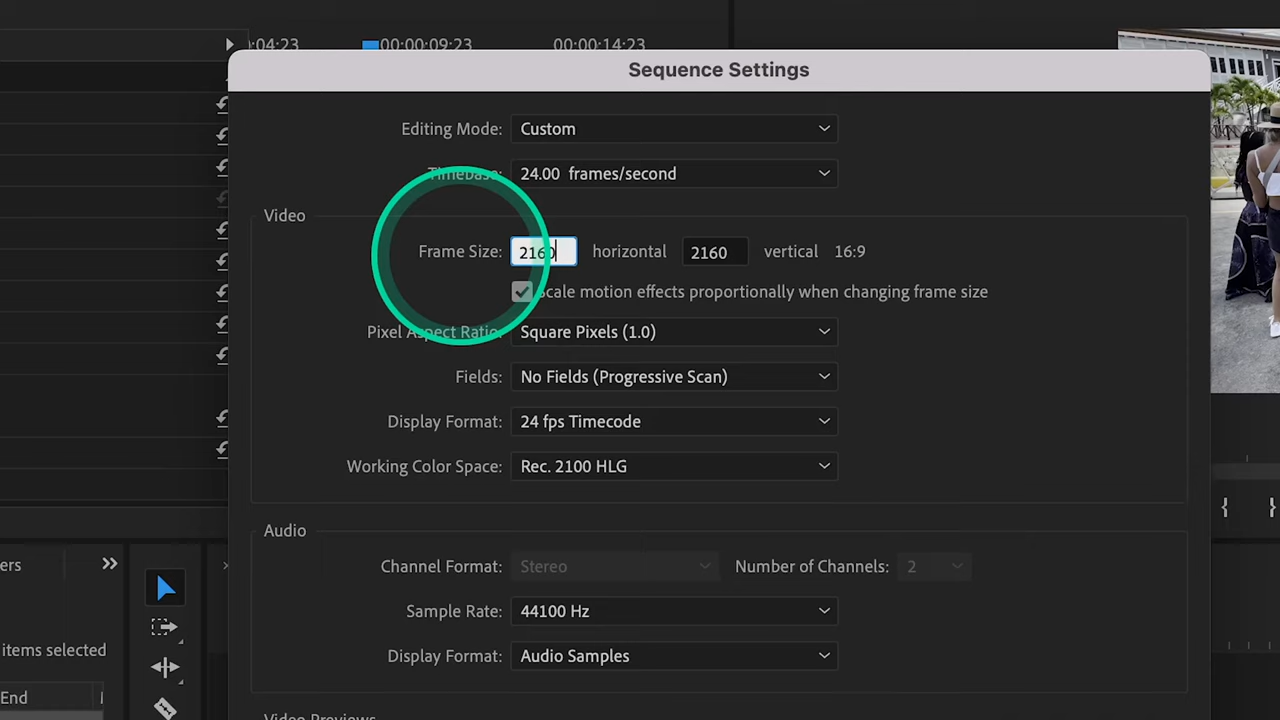 :04:23 00:00:09:23 00:00:14:23
Sequence Settings
Editing Mode: Custom
Timebase: 24.00 frames/second
Video
Frame Size: 2160 horizontal 2160 vertical 16:9
Scale motion effects proportionally when changing frame size
Pixel Aspect Ratio: Square Pixels (1.0)
Fields: No Fields (Progressive Scan)
Display Format: 24 fps Timecode
Working Color Space: Rec. 2100 HLG
Audio
ers
Channel Format: Stereo Number of Channels: 2
Sample Rate: 44100 Hz
items selected
Display Format: Audio Samples
End
Video Previews